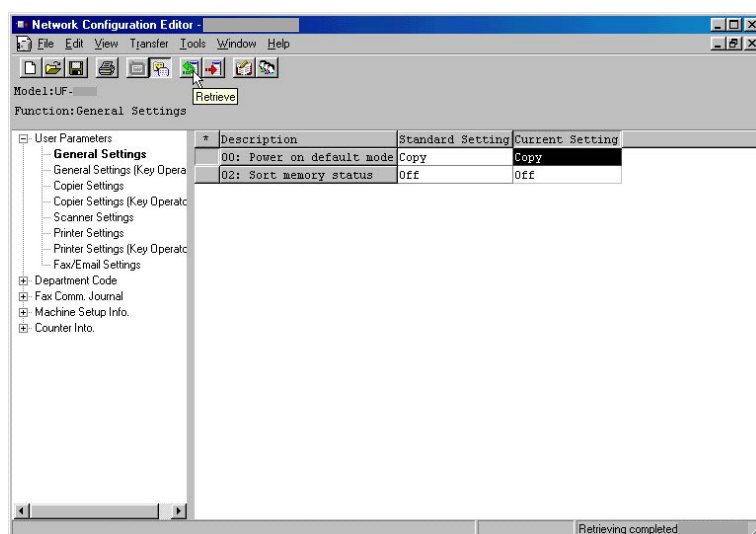 Network Configuration Editor -
File Edit View Transfer Tools Window Help
Model:UF-
Retrieve
Function:General Settings
User Parameters
General Settings
General Settings (Key Opera
Copier Settings
Copier Settings (Key Operatc
Scanner Settings
Printer Settings
Printer Settings (Key Operatc
Fax/Email Settings
Department Code
Fax Comm. Journal
Machine Setup Info.
Counter Into.
* Description Standard Setting Current Setting
00: Power on default mode Copy Copy
02: Sort memory status Off Off
Retrieving completed